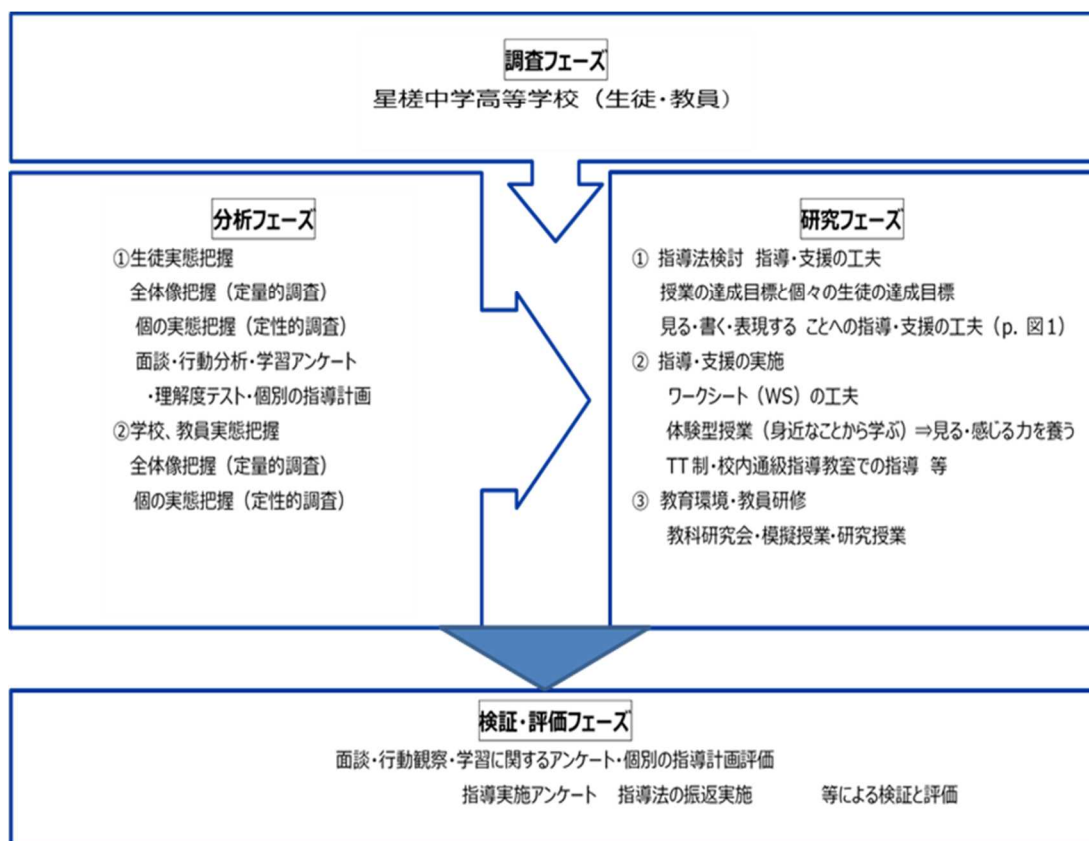 調査フェーズ
星槎中学高等学校（生徒・教員）
分析フェーズ
①生徒実態把握
全体像把握（定量的調査）
個の実態把握（定性的調査）
面談・行動分析・学習アンケート
・理解度テスト・個別の指導計画
②学校、教員実態把握
全体像把握（定量的調査）
個の実態把握（定性的調査）
研究フェーズ
① 指導法検討 指導・支援の工夫
授業の達成目標と個々の生徒の達成目標
見る・書く・表現する ことへの指導・支援の工夫（p. 図1）
② 指導・支援の実施
ワークシート（WS）の工夫
体験型授業（身近なことから学ぶ）⇒見る・感じる力を養う
TT制・校内通級指導教室での指導 等
③ 教育環境・教員研修
教科研究会・模擬授業・研究授業
検証・評価フェーズ
面談・行動観察・学習に関するアンケート・個別の指導計画評価
指導実施アンケート 指導法の振返実施 等による検証と評価